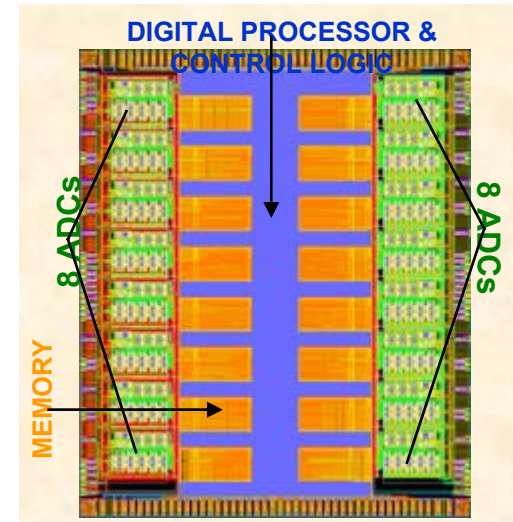 DIGITAL PROCESSOR &
CONTROL LOGIC
8 ADCs
8 ADCs
MEMORY